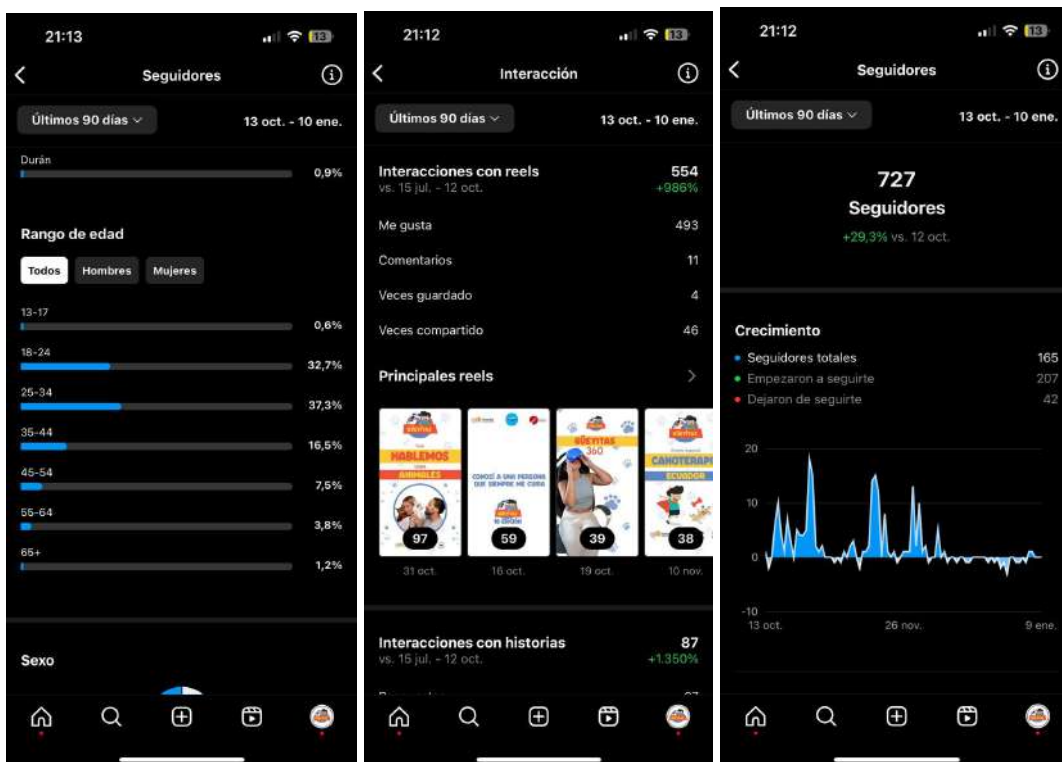 21:13
13
Seguidores
Últimos 90 días
13 oct. - 10 ene.
Durán
0,9%
Rango de edad
Todos
Hombres
Mujeres
13-17
0,6%
18-24
32,7%
25-34
37,3%
35-44
16,5%
45-54
7,5%
55-64
3,8%
65+
1,2%
Sexo
21:12
13
Interacción
Últimos 90 días
13 oct. - 10 ene.
Interacciones con reels
554
vs. 15 jul. - 12 oct.
+986%
Me gusta
493
Comentarios
11
Veces guardado
4
Veces compartido
46
Principales reels
HABLEMOS
ANIMALES
97
31 oct.
CONOCÍ A UNA PERSONA
QUE SIEMPRE ME CUIDA
59
16 oct.
GÜEYITAS
360
39
19 oct.
CANOTERAPI
ECUADOR
38
10 nov.
Interacciones con historias
87
vs. 15 jul. - 12 oct.
+1.350%
21:12
13
Seguidores
Últimos 90 días
13 oct. - 10 ene.
727
Seguidores
+29,3% vs. 12 oct.
Crecimiento
Seguidores totales
165
Empezaron a seguirte
207
Dejaron de seguirte
42
20
10
0
-10
13 oct.
26 nov.
9 ene.